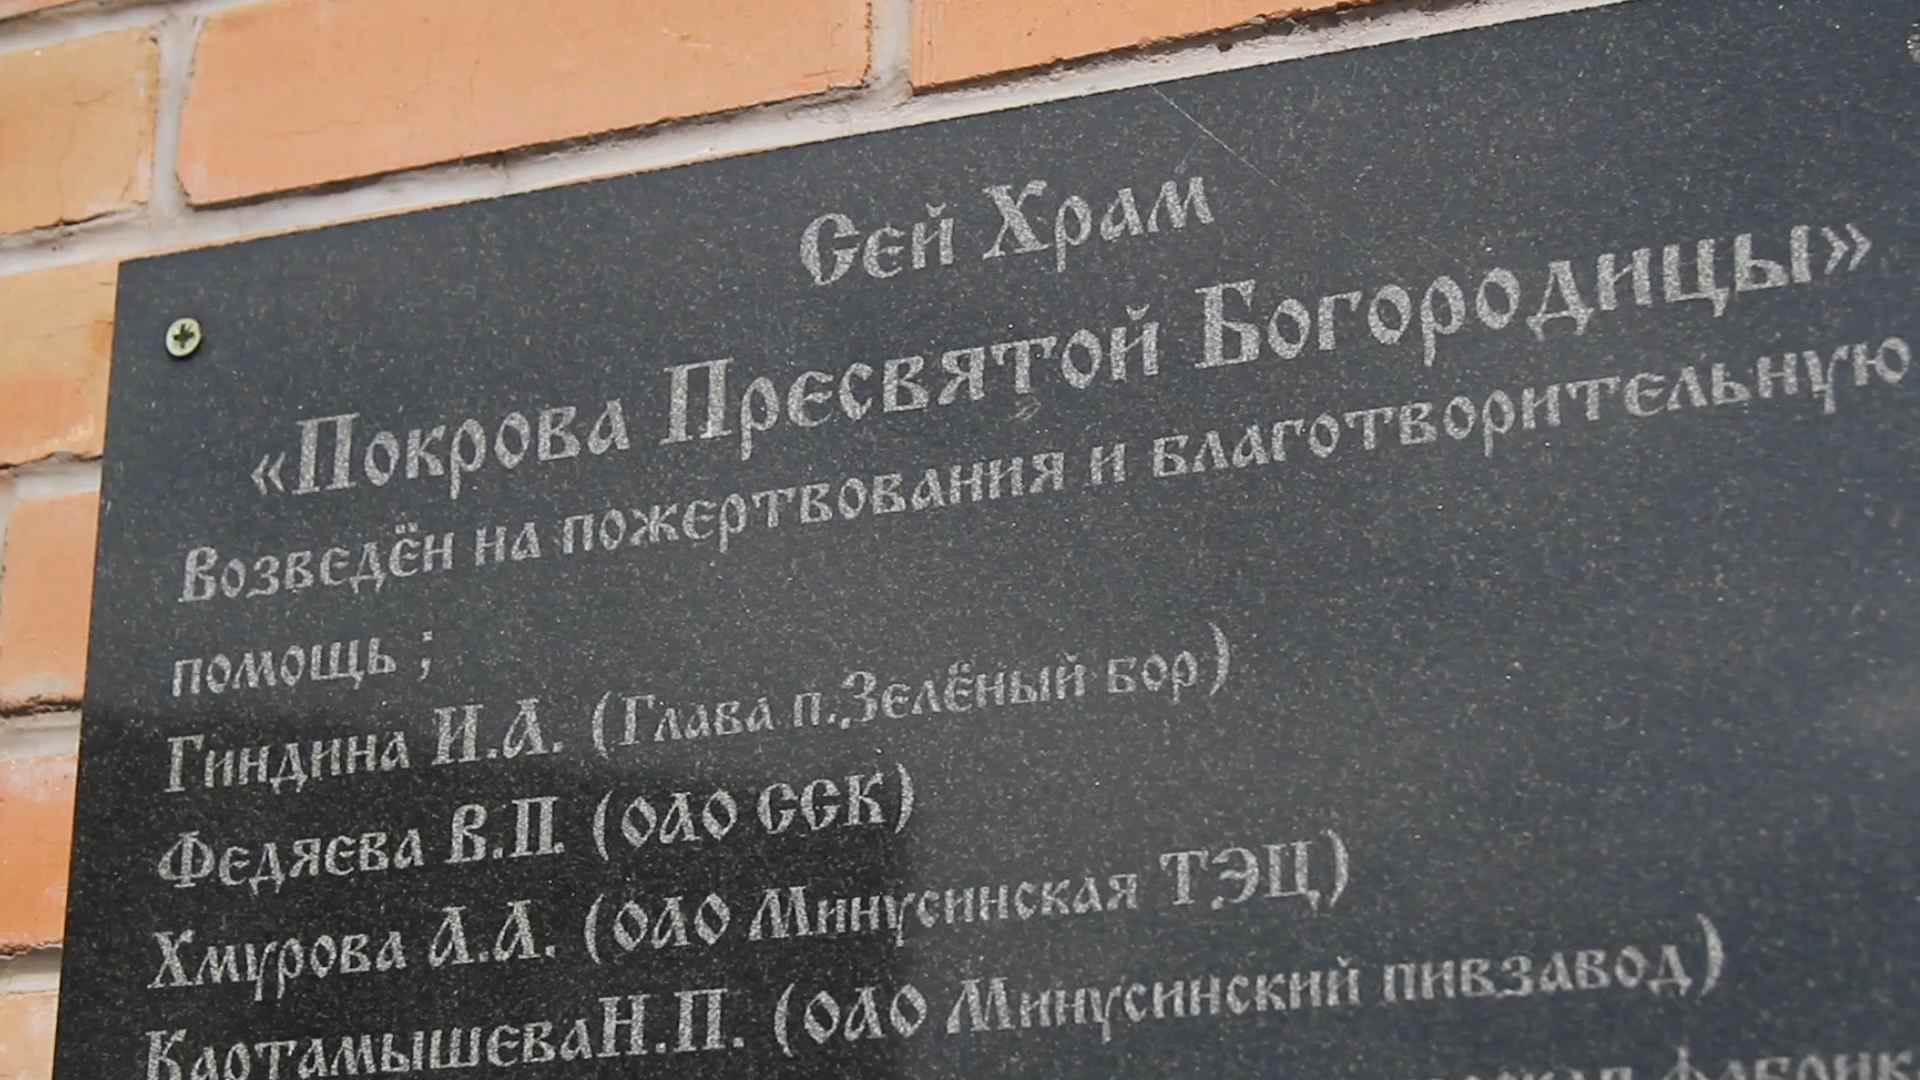 Сей Храм
«Покрова Пресвятой Богородицы»
Возведён на пожертвования и благотворительную
помощь ;
Гиндина И.А. (Глава п.Зелёный бор)
Федяева В.П. (ОАО ССК)
Хмурова А.А. (ОАО Минусинская ТЭЦ)
Картамышева Н.П. (ОАО Минусинский пивзавод)